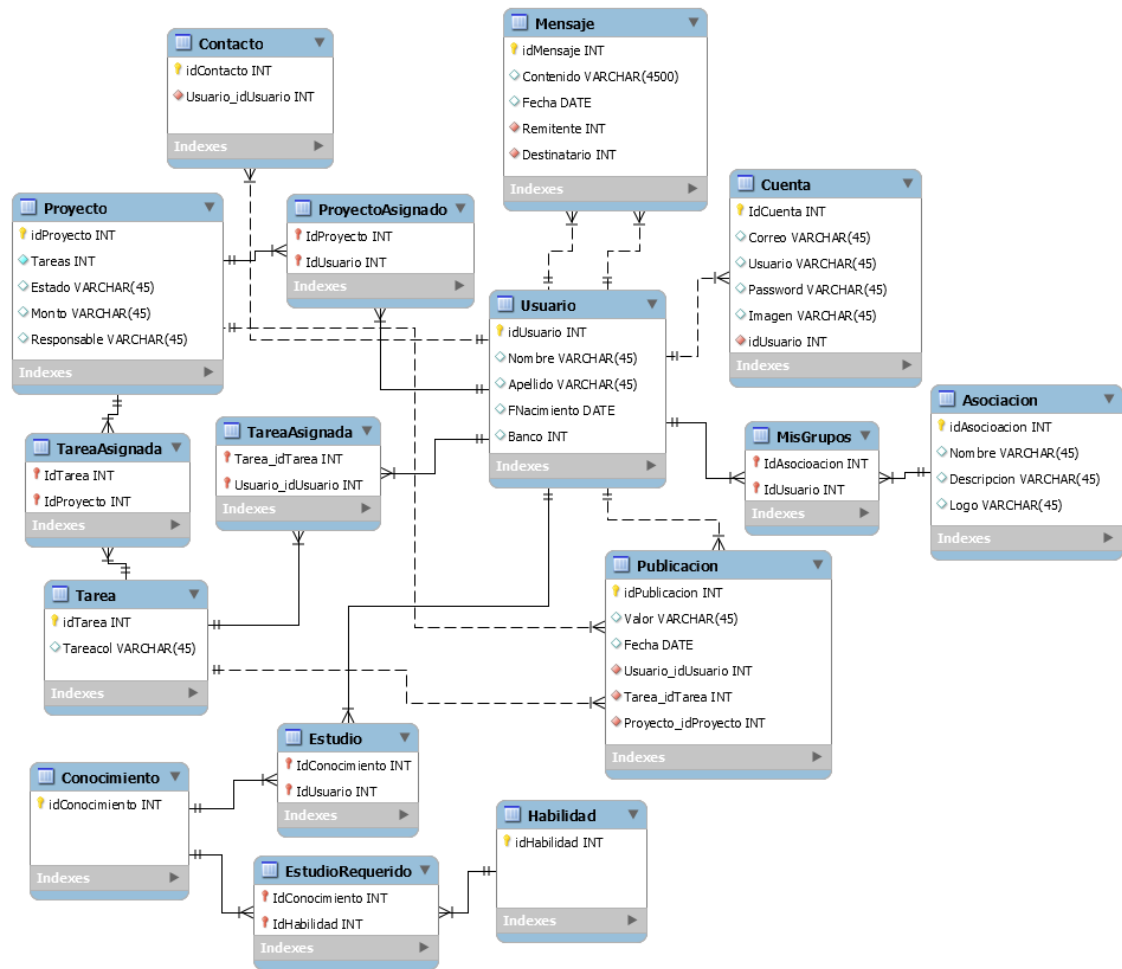 Contacto
idContacto INT
Usuario_idUsuario INT
Indexes
Mensaje
idMensaje INT
Contenido VARCHAR(4500)
Fecha DATE
Remitente INT
Destinatario INT
Indexes
Proyecto
idProyecto INT
Tareas INT
Estado VARCHAR(45)
Monto VARCHAR(45)
Responsable VARCHAR(45)
Indexes
ProyectoAsignado
IdProyecto INT
IdUsuario INT
Indexes
Cuenta
IdCuenta INT
Correo VARCHAR(45)
Usuario VARCHAR(45)
Password VARCHAR(45)
Imagen VARCHAR(45)
idUsuario INT
Indexes
Usuario
idUsuario INT
Nombre VARCHAR(45)
Apellido VARCHAR(45)
FNacimiento DATE
Banco INT
Indexes
Asociacion
idAsocioacion INT
Nombre VARCHAR(45)
Descripcion VARCHAR(45)
Logo VARCHAR(45)
Indexes
TareaAsignada
IdTarea INT
IdProyecto INT
Indexes
TareaAsignada
Tarea_idTarea INT
Usuario_idUsuario INT
Indexes
MisGrupos
IdAsocioacion INT
IdUsuario INT
Indexes
Tarea
idTarea INT
Tareacol VARCHAR(45)
Indexes
Publicacion
idPublicacion INT
Valor VARCHAR(45)
Fecha DATE
Usuario_idUsuario INT
Tarea_idTarea INT
Proyecto_idProyecto INT
Indexes
Estudio
IdConocimiento INT
IdUsuario INT
Indexes
Conocimiento
idConocimiento INT
Indexes
Habilidad
idHabilidad INT
Indexes
EstudioRequerido
IdConocimiento INT
IdHabilidad INT
Indexes